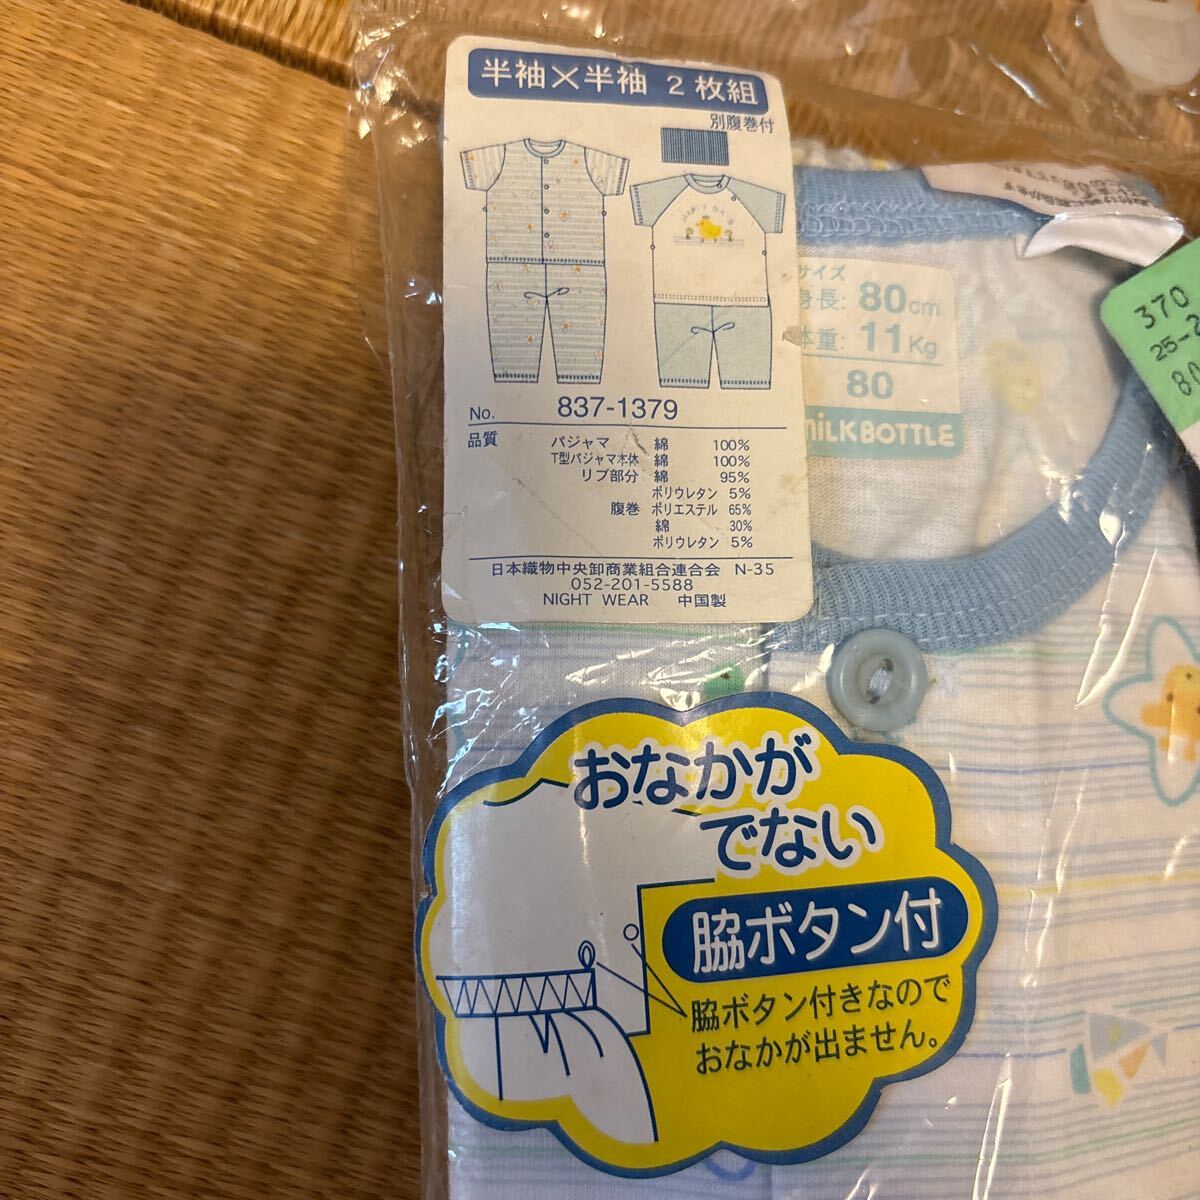 半袖×半袖 2枚組
別腹巻付
HAPPY DAYS
No. 837-1379
品質 パジャマ 綿 100%
T型パジャマ本体 綿 100%
リブ部分 綿 95%
ポリウレタン 5%
腹巻 ポリエステル 65%
綿 30%
ポリウレタン 5%
日本織物中央卸商業組合連合会 N-35
052-201-5588
NIGHT WEAR 中国製
サイズ
身長: 80cm
体重: 11Kg
80
MiLKBOTTLE
370
25-2
80
おなかが
でない
脇ボタン付
脇ボタン付きなので
おなかが出ません。